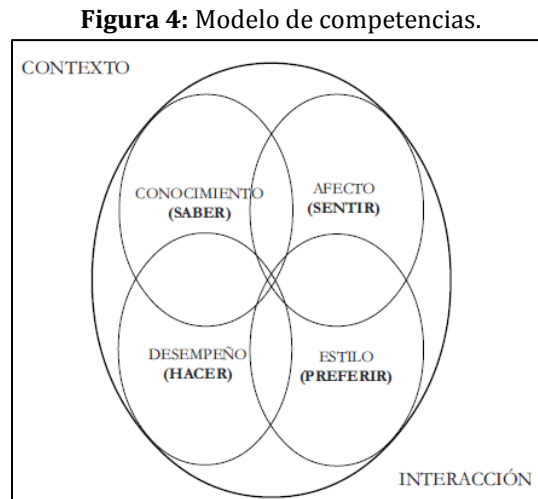 Figura 4: Modelo de competencias.
CONTEXTO
CONOCIMIENTO
(SABER)
AFECTO
(SENTIR)
DESEMPEÑO
(HACER)
ESTILO
(PREFERIR)
INTERACCIÓN